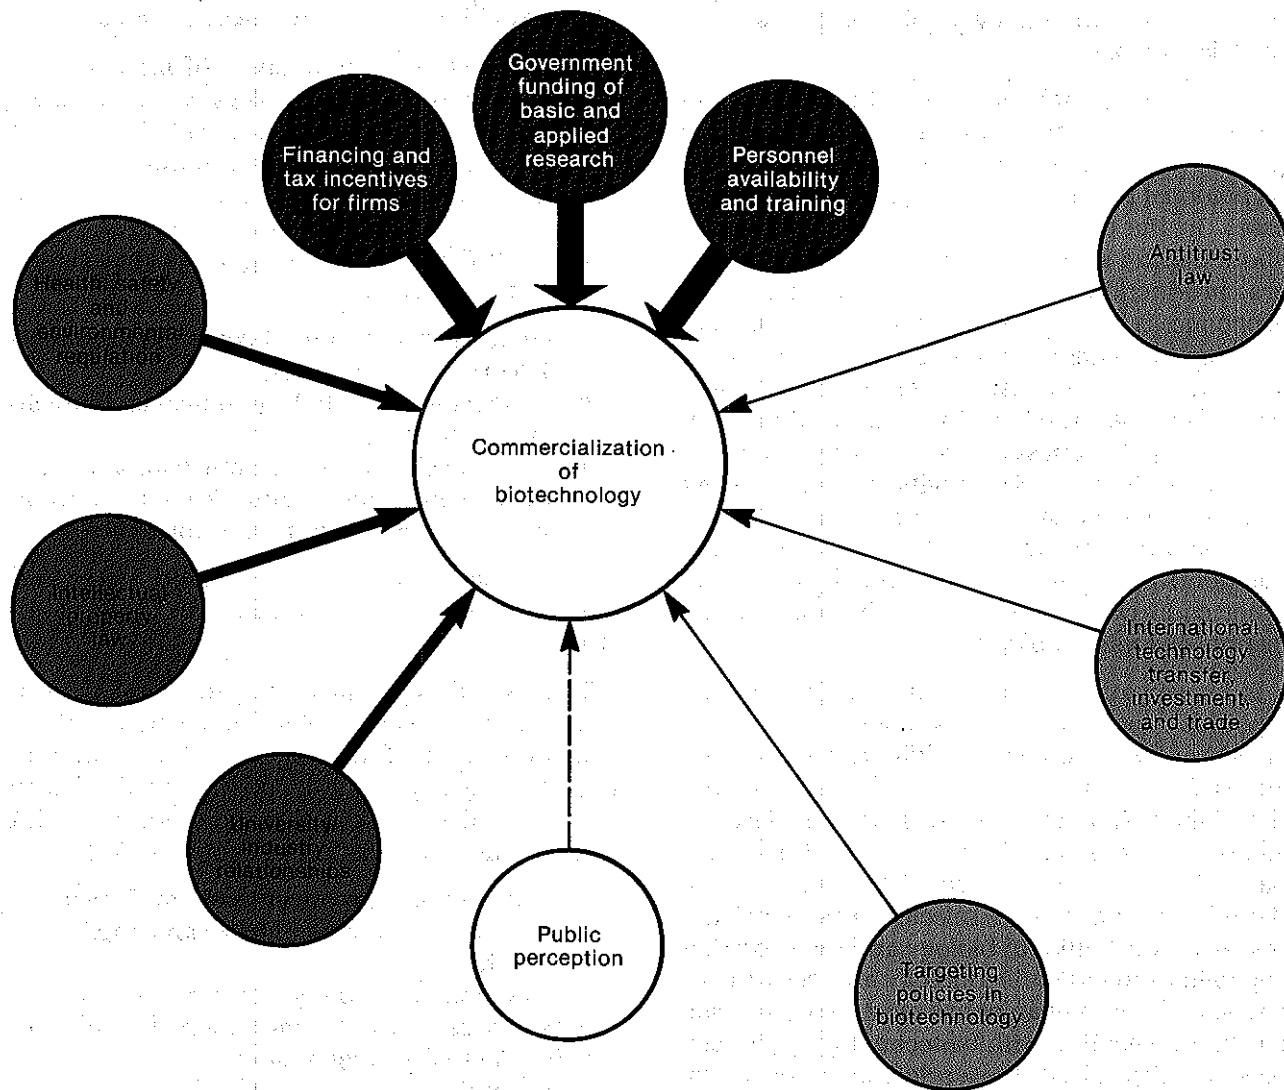 Government
funding of
basic and
applied
research
Financing and
tax incentives
for firms
Personnel
availability
and training
Antitrust
law
Health, safety,
and
environmental
regulation
Commercialization
of
biotechnology
Intellectual
property
law
International
technology
transfer,
investment,
and trade
University/
industry
relationships
Public
perception
Targeting
policies in
biotechnology